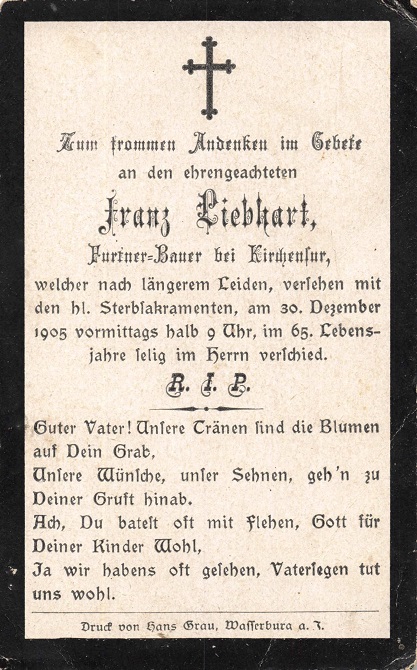 Zum frommen Andenken im Gebete
an den ehrengeachteten
Franz Liebhart,
Furtner-Bauer bei Kirchensur,
welcher nach längerem Leiden, versehen mit
den hl. Sterbsakramenten, am 30. Dezember
1905 vormittags halb 9 Uhr, im 65. Lebens-
jahre selig im Herrn verschied.
R. I. P.
Guter Vater! Unsere Tränen sind die Blumen
auf Dein Grab,
Unsere Wünsche, unser Sehnen, geh'n zu
Deiner Gruft hinab.
Ach, Du batest oft mit Flehen, Gott für
Deiner Kinder Wohl,
Ja wir habens oft gesehen, Vatersegen tut
uns wohl.
Druck von Hans Grau, Wasserburg a. I.